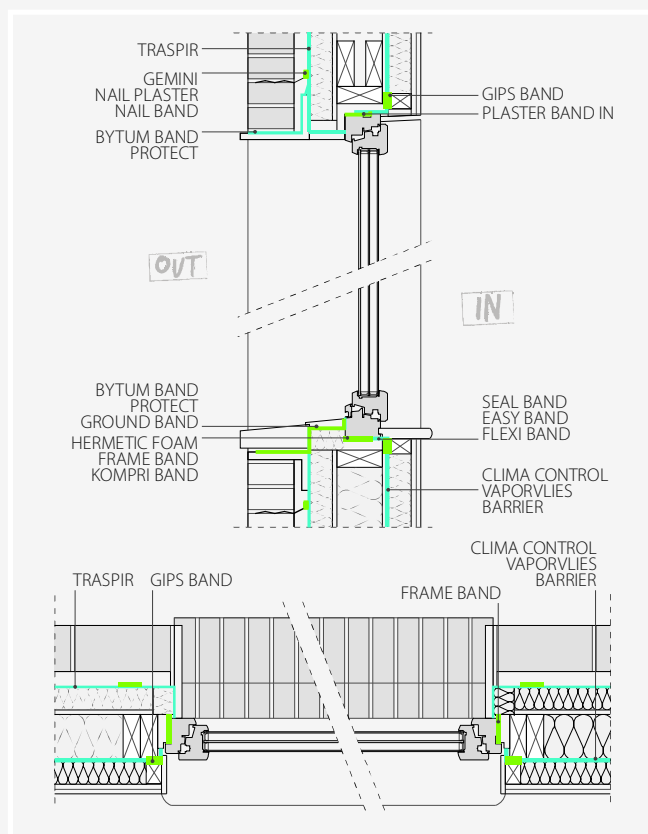 TRASPIR
GEMINI
NAIL PLASTER
NAIL BAND
BYTUM BAND
PROTECT
GIPS BAND
PLASTER BAND IN
OUT
IN
BYTUM BAND
PROTECT
GROUND BAND
HERMETIC FOAM
FRAME BAND
KOMPRI BAND
SEAL BAND
EASY BAND
FLEXI BAND
CLIMA CONTROL
VAPORVLIES
BARRIER
TRASPIR
GIPS BAND
FRAME BAND
CLIMA CONTROL
VAPORVLIES
BARRIER